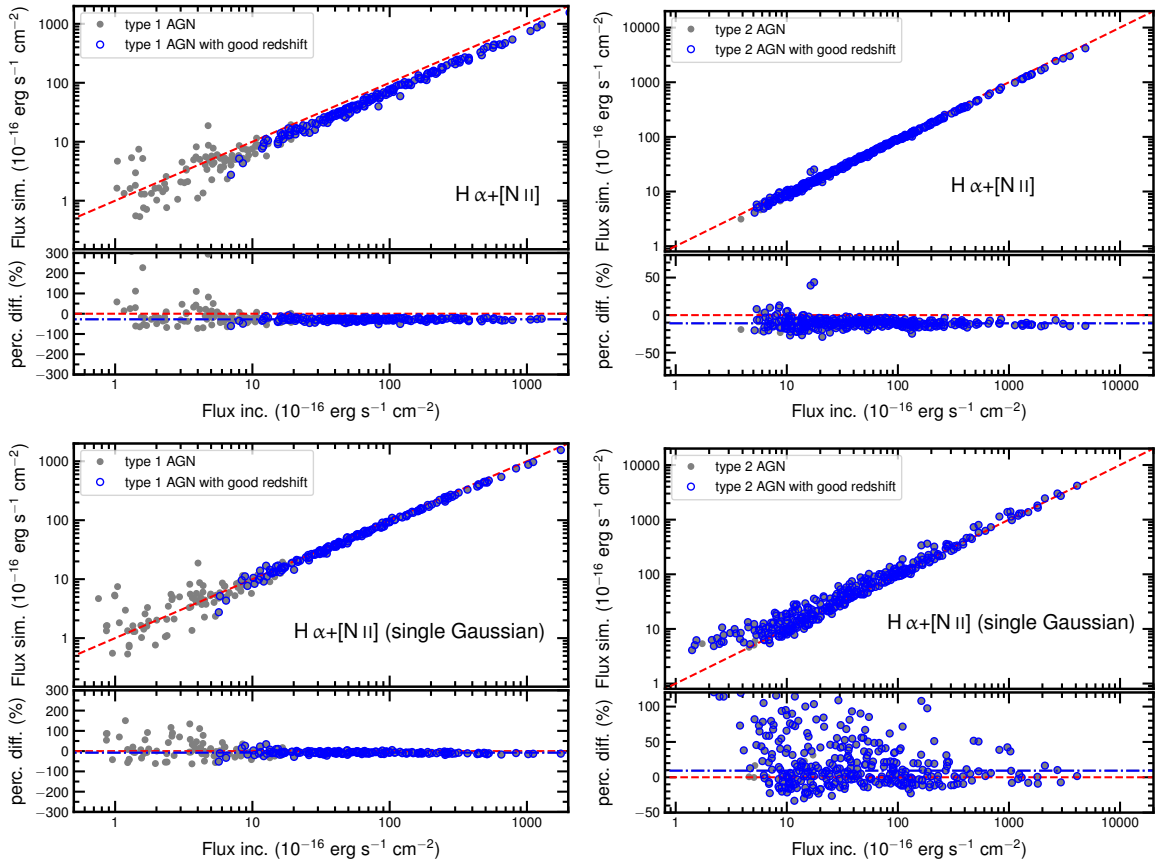 type 1 AGN
type 1 AGN with good redshift
1000
100
10
1
Flux sim. (10⁻¹⁶ erg s⁻¹ cm⁻²)
H α+[N II]
300
200
100
0
−100
−200
−300
perc. diff. (%)
1 10 100 1000
Flux inc. (10⁻¹⁶ erg s⁻¹ cm⁻²)
type 2 AGN
type 2 AGN with good redshift
10000
1000
100
10
1
Flux sim. (10⁻¹⁶ erg s⁻¹ cm⁻²)
H α+[N II]
50
0
−50
perc. diff. (%)
1 10 100 1000 10000
Flux inc. (10⁻¹⁶ erg s⁻¹ cm⁻²)
type 1 AGN
type 1 AGN with good redshift
1000
100
10
1
Flux sim. (10⁻¹⁶ erg s⁻¹ cm⁻²)
H α+[N II] (single Gaussian)
300
200
100
0
−100
−200
−300
perc. diff. (%)
1 10 100 1000
Flux inc. (10⁻¹⁶ erg s⁻¹ cm⁻²)
type 2 AGN
type 2 AGN with good redshift
10000
1000
100
10
1
Flux sim. (10⁻¹⁶ erg s⁻¹ cm⁻²)
H α+[N II] (single Gaussian)
100
50
0
−50
perc. diff. (%)
1 10 100 1000 10000
Flux inc. (10⁻¹⁶ erg s⁻¹ cm⁻²)